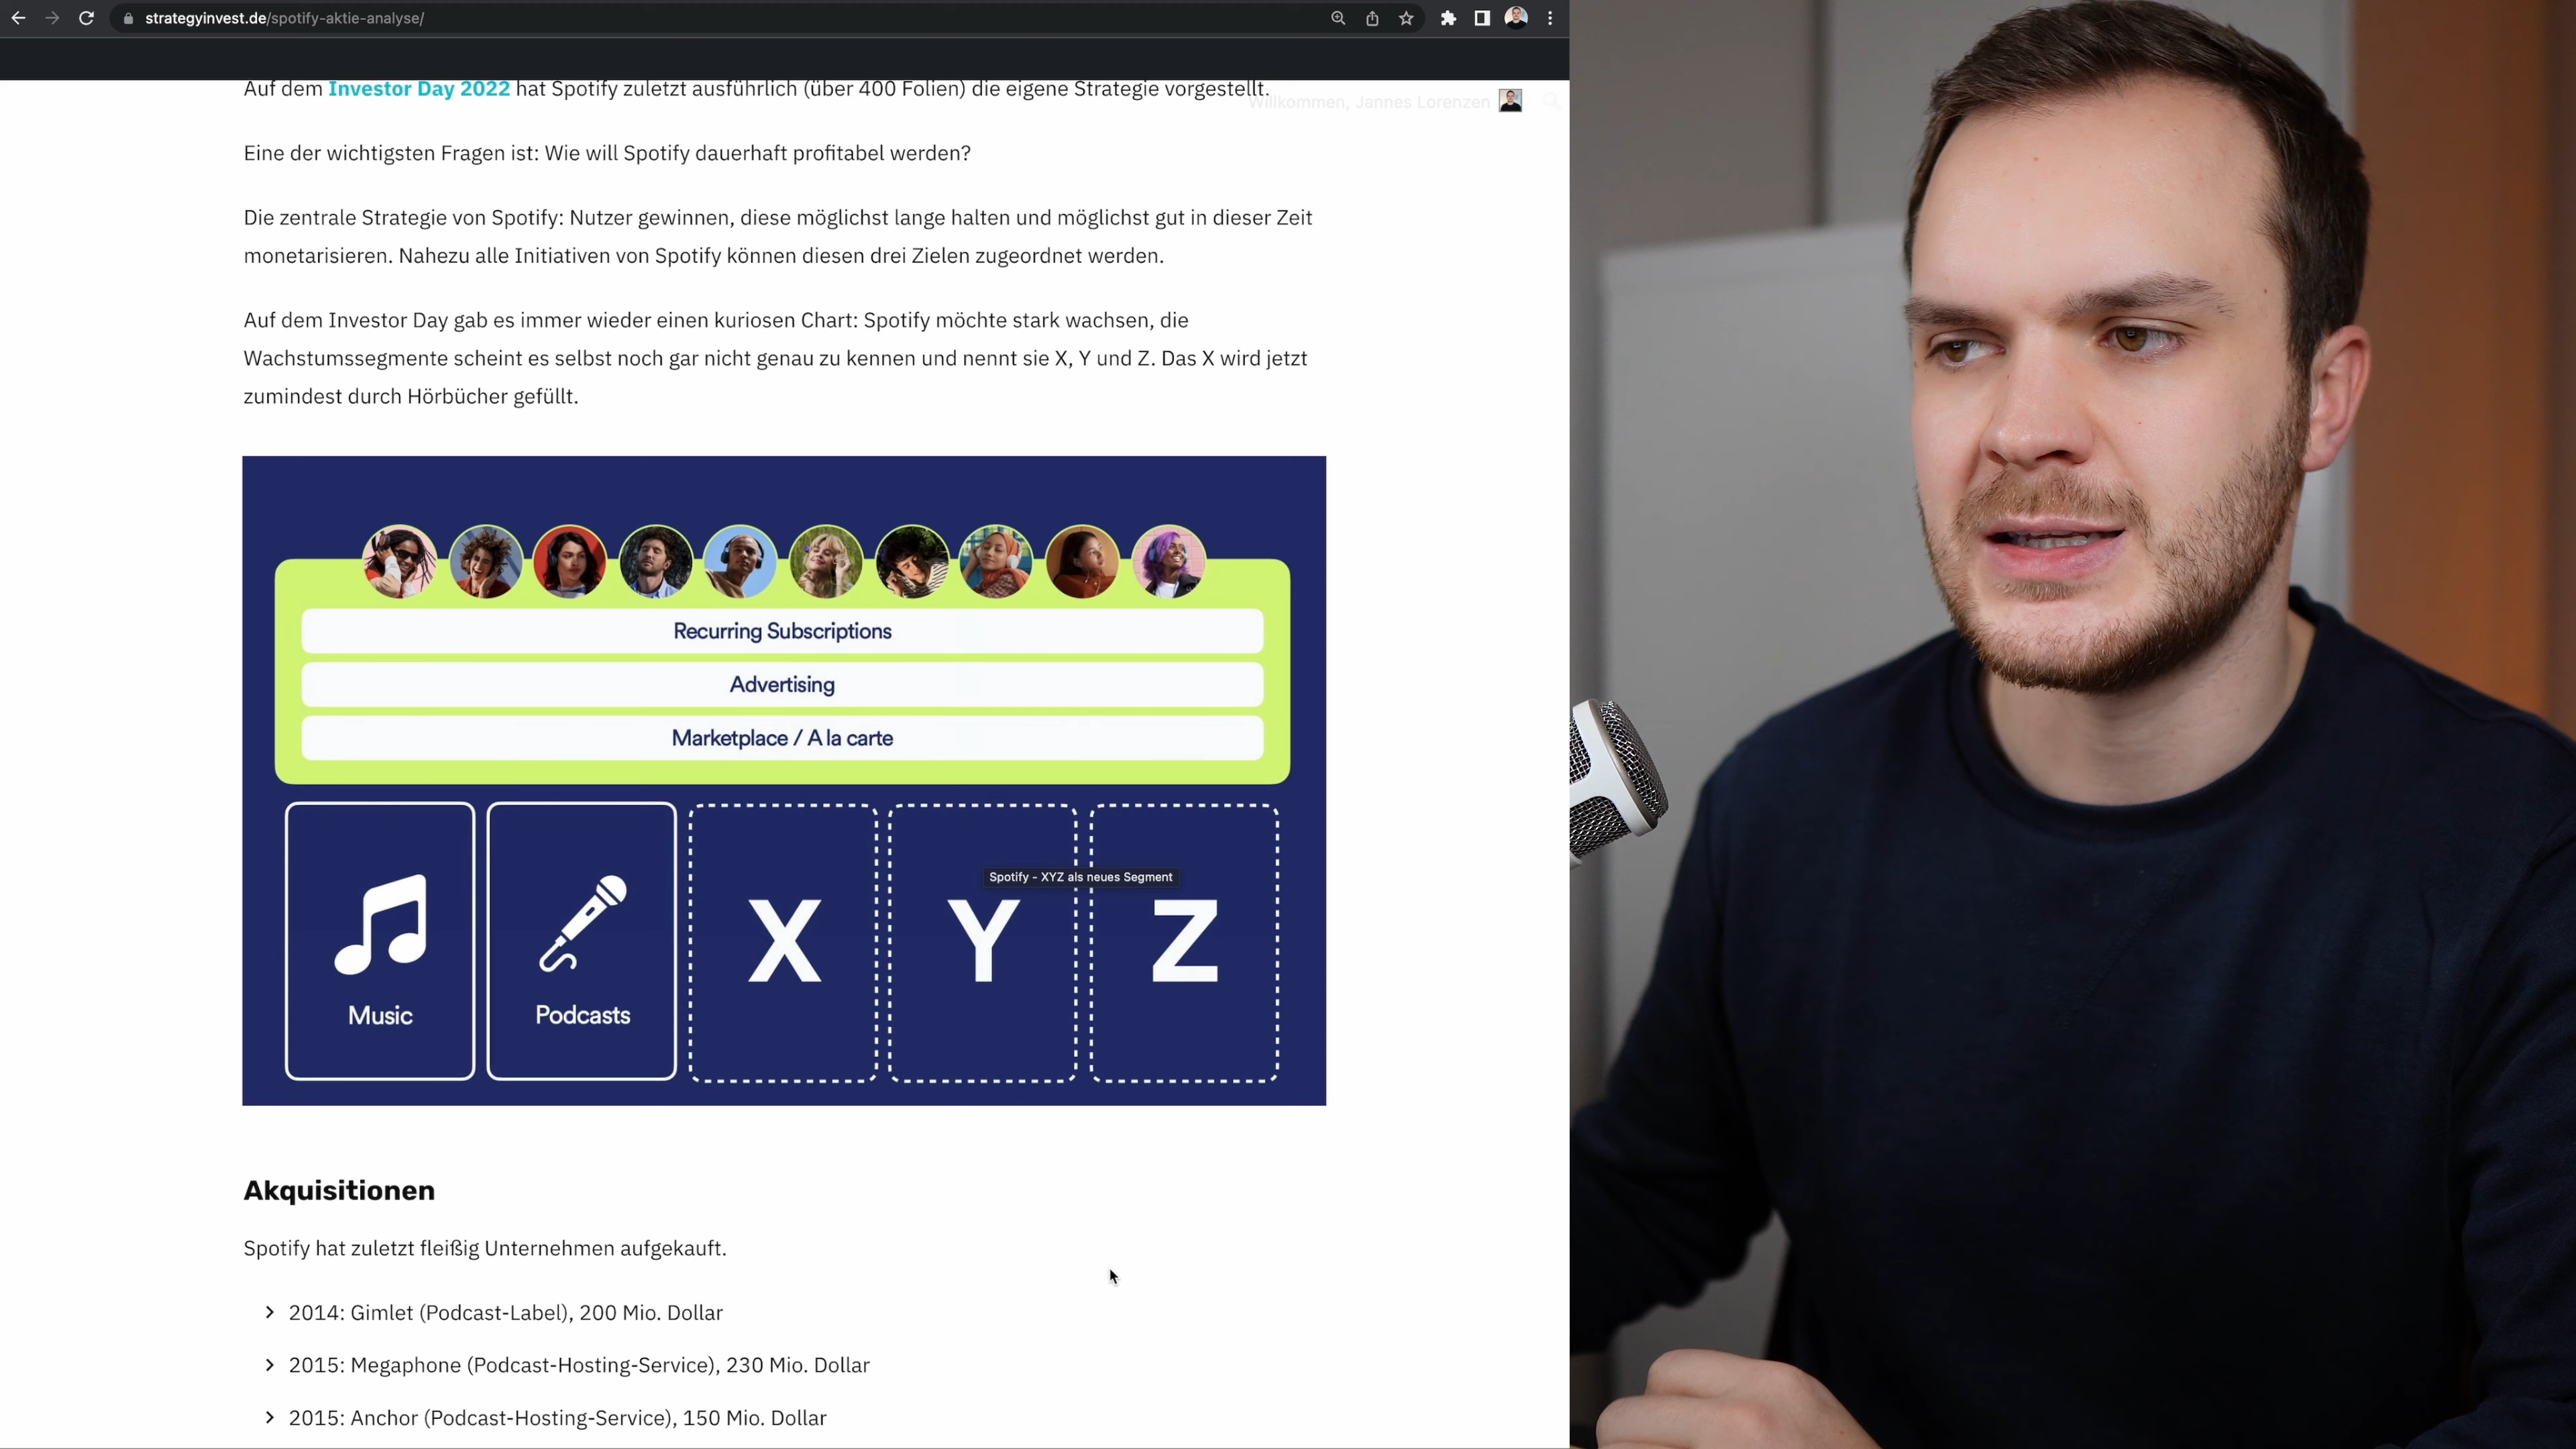 strategyinvest.de/spotify-aktie-analyse/
Auf dem Investor Day 2022 hat Spotify zuletzt ausführlich (über 400 Folien) die eigene Strategie vorgestellt.
Willkommen, Jannes Lorenzen
Eine der wichtigsten Fragen ist: Wie will Spotify dauerhaft profitabel werden?
Die zentrale Strategie von Spotify: Nutzer gewinnen, diese möglichst lange halten und möglichst gut in dieser Zeit
monetarisieren. Nahezu alle Initiativen von Spotify können diesen drei Zielen zugeordnet werden.
Auf dem Investor Day gab es immer wieder einen kuriosen Chart: Spotify möchte stark wachsen, die
Wachstumssegmente scheint es selbst noch gar nicht genau zu kennen und nennt sie X, Y und Z. Das X wird jetzt
zumindest durch Hörbücher gefüllt.
Recurring Subscriptions
Advertising
Marketplace / A la carte
Spotify - XYZ als neues Segment
X Y Z
Music Podcasts
Akquisitionen
Spotify hat zuletzt fleißig Unternehmen aufgekauft.
2014: Gimlet (Podcast-Label), 200 Mio. Dollar
2015: Megaphone (Podcast-Hosting-Service), 230 Mio. Dollar
2015: Anchor (Podcast-Hosting-Service), 150 Mio. Dollar